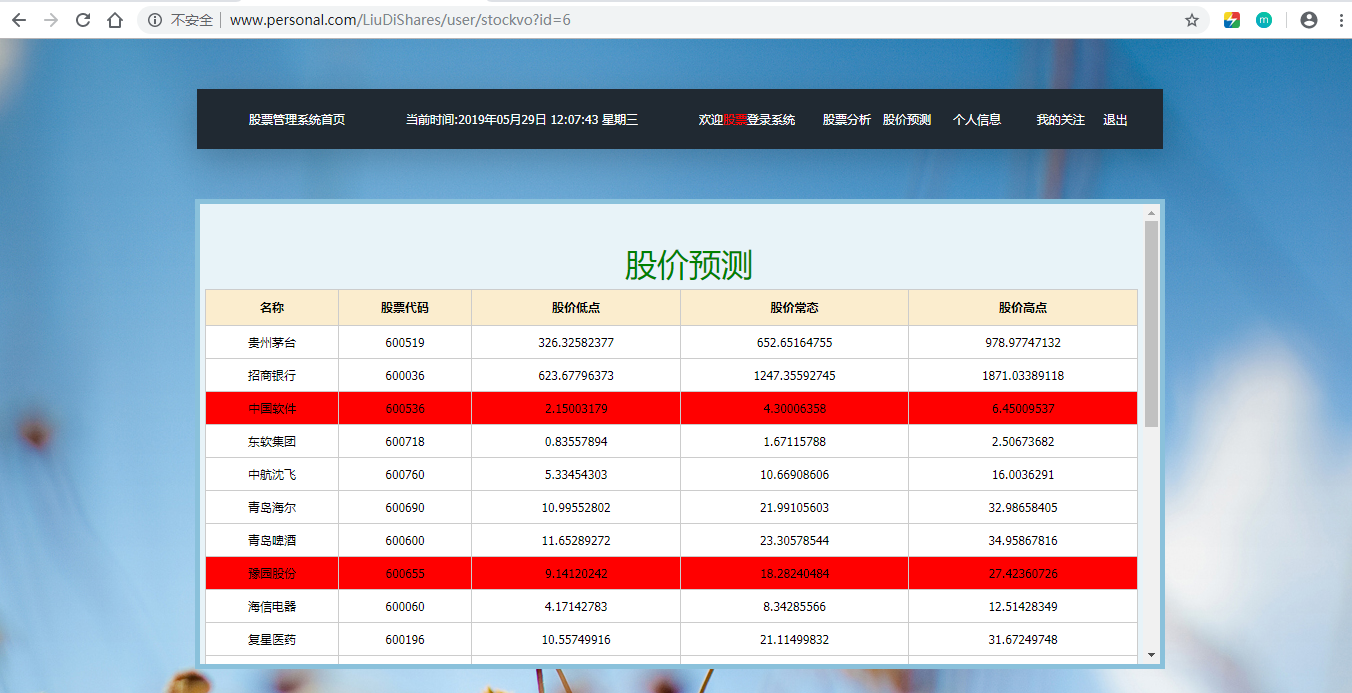 不安全 www.personal.com/LiuDiShares/user/stockvo?id=6
m
股票管理系统首页 当前时间:2019年05月29日 12:07:43 星期三 欢迎股票登录系统 股票分析 股价预测 个人信息 我的关注 退出
股价预测
名称 股票代码 股价低点 股价常态 股价高点
贵州茅台 600519 326.32582377 652.65164755 978.97747132
招商银行 600036 623.67796373 1247.35592745 1871.03389118
中国软件 600536 2.15003179 4.30006358 6.45009537
东软集团 600718 0.83557894 1.67115788 2.50673682
中航沈飞 600760 5.33454303 10.66908606 16.0036291
青岛海尔 600690 10.99552802 21.99105603 32.98658405
青岛啤酒 600600 11.65289272 23.30578544 34.95867816
豫园股份 600655 9.14120242 18.28240484 27.42360726
海信电器 600060 4.17142783 8.34285566 12.51428349
复星医药 600196 10.55749916 21.11499832 31.67249748